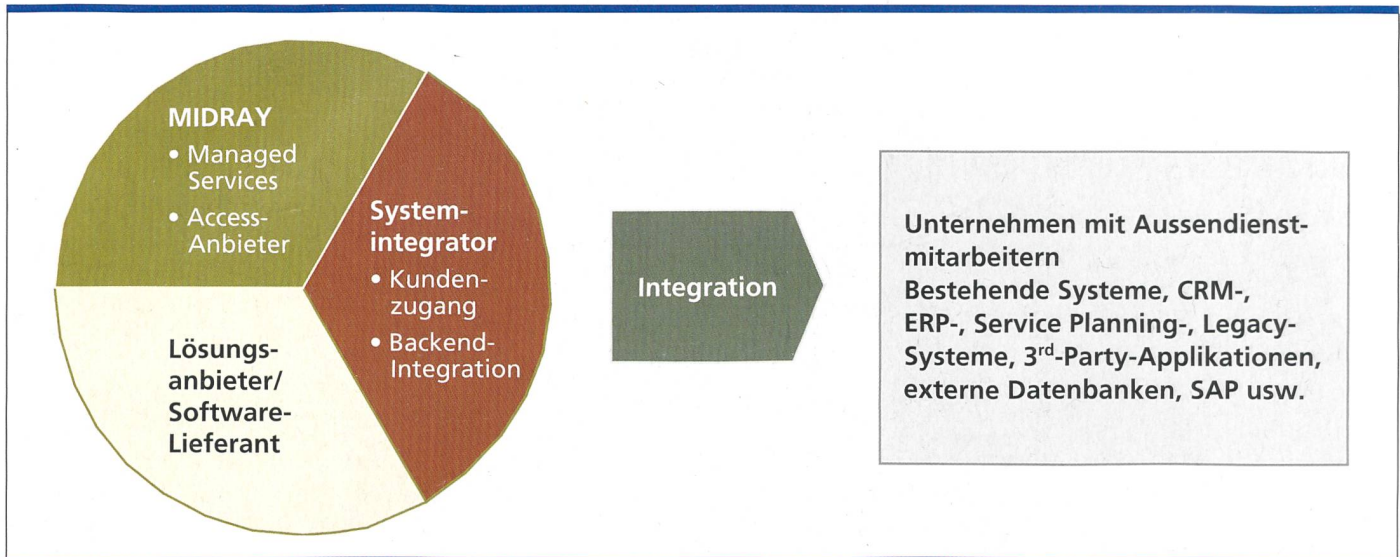 MIDRAY
• Managed
Services
• Access-
Anbieter
System-
integrator
• Kunden-
zugang
• Backend-
Integration
Lösungs-
anbieter/
Software-
Lieferant
Integration
Unternehmen mit Aussendienst-
mitarbeitern
Bestehende Systeme, CRM-,
ERP-, Service Planning-, Legacy-
Systeme, 3rd-Party-Applikationen,
externe Datenbanken, SAP usw.